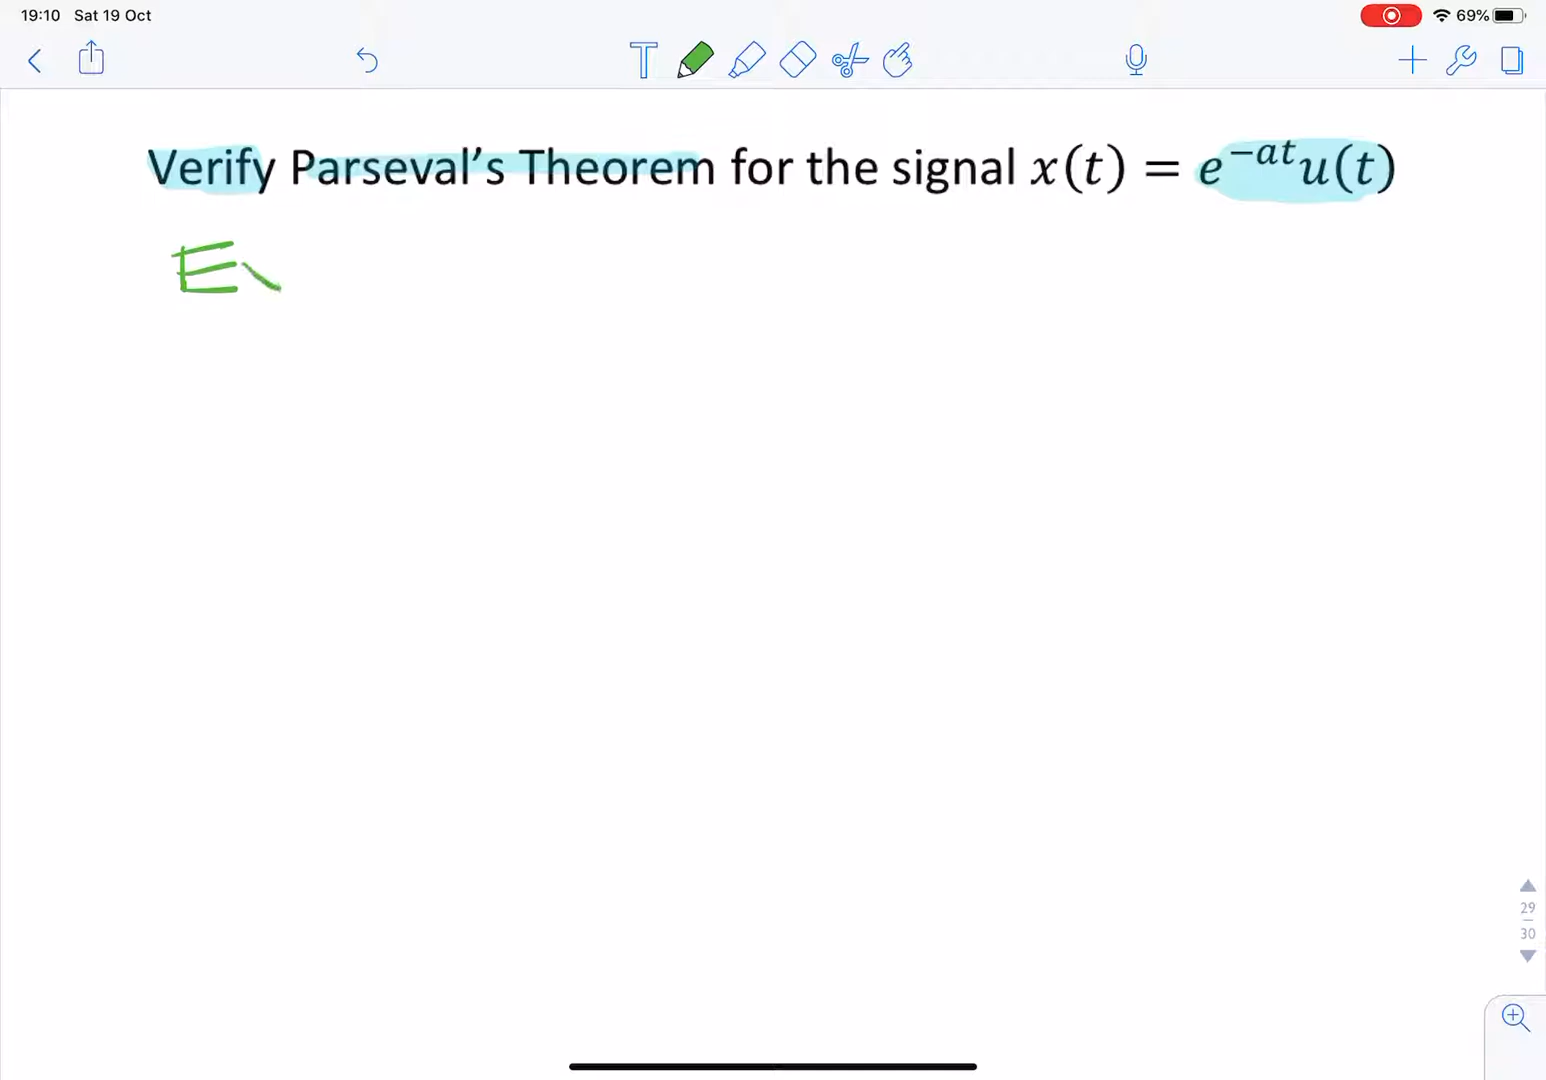 19:10 Sat 19 Oct 69%
T
Verify Parseval’s Theorem for the signal x(t) = e^{−at}u(t)
E
29
30